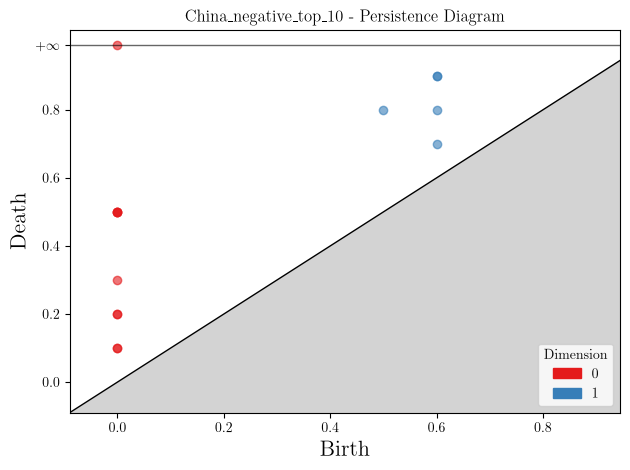 China_negative_top_10 - Persistence Diagram
+∞
0.8
0.6
0.4
0.2
0.0
Death
0.0 0.2 0.4 0.6 0.8
Birth
Dimension
0
1